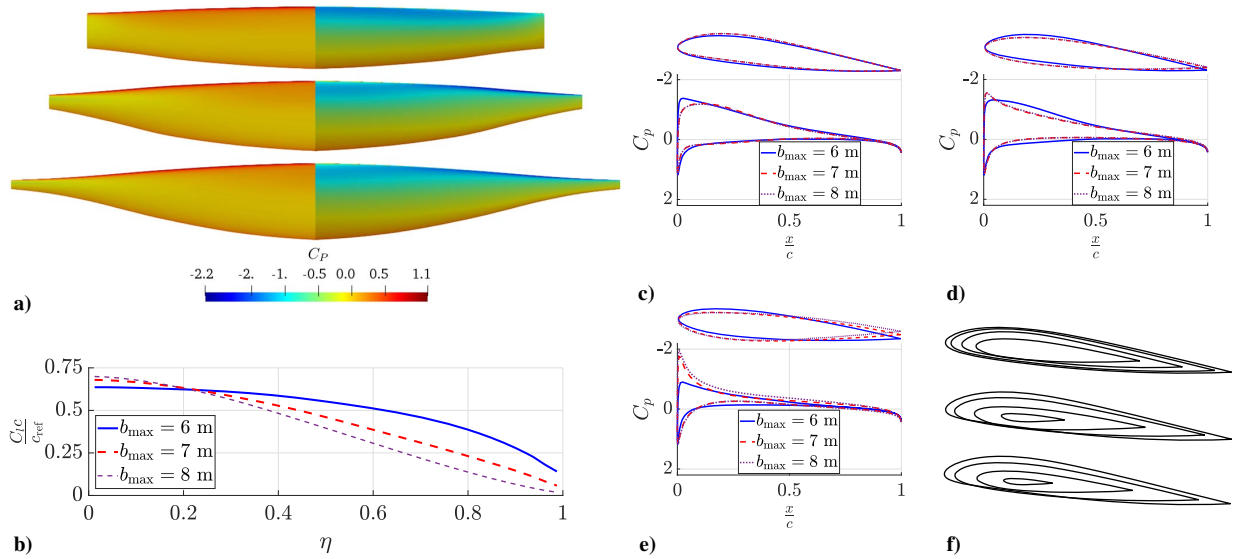 C_P
-2.2 -2. -1. -0.5 0.0 0.5 1.1
a)
0.75
0.5
0.25
0
C_l c / c_ref
b_max = 6 m
b_max = 7 m
b_max = 8 m
0 0.2 0.4 0.6 0.8 1
η
b)
-2
0
2
C_p
b_max = 6 m
b_max = 7 m
b_max = 8 m
0 0.5 1
x/c
c)
-2
0
2
C_p
b_max = 6 m
b_max = 7 m
b_max = 8 m
0 0.5 1
x/c
d)
-2
0
2
C_p
b_max = 6 m
b_max = 7 m
b_max = 8 m
0 0.5 1
x/c
e)
f)